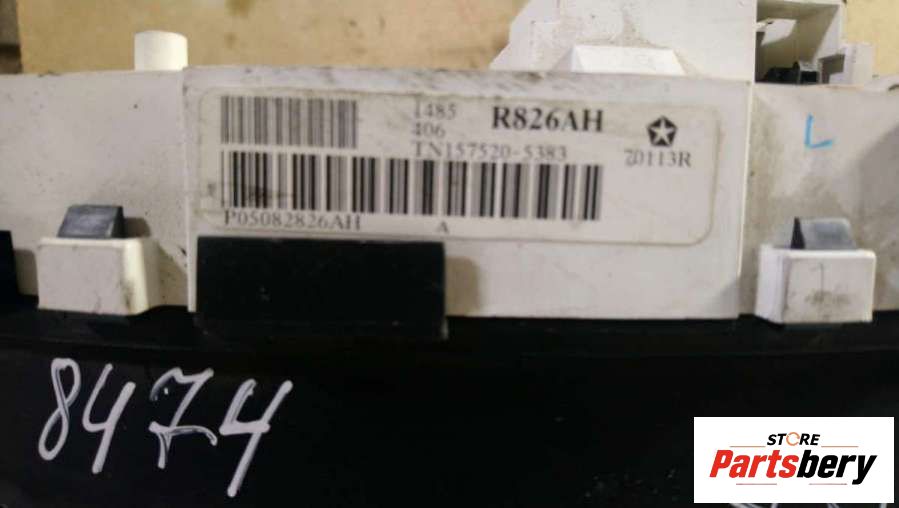 1485 R826AH
406
TN157520-5383 70113R
P05082826AH A
L
8474
STORE
Partsbery